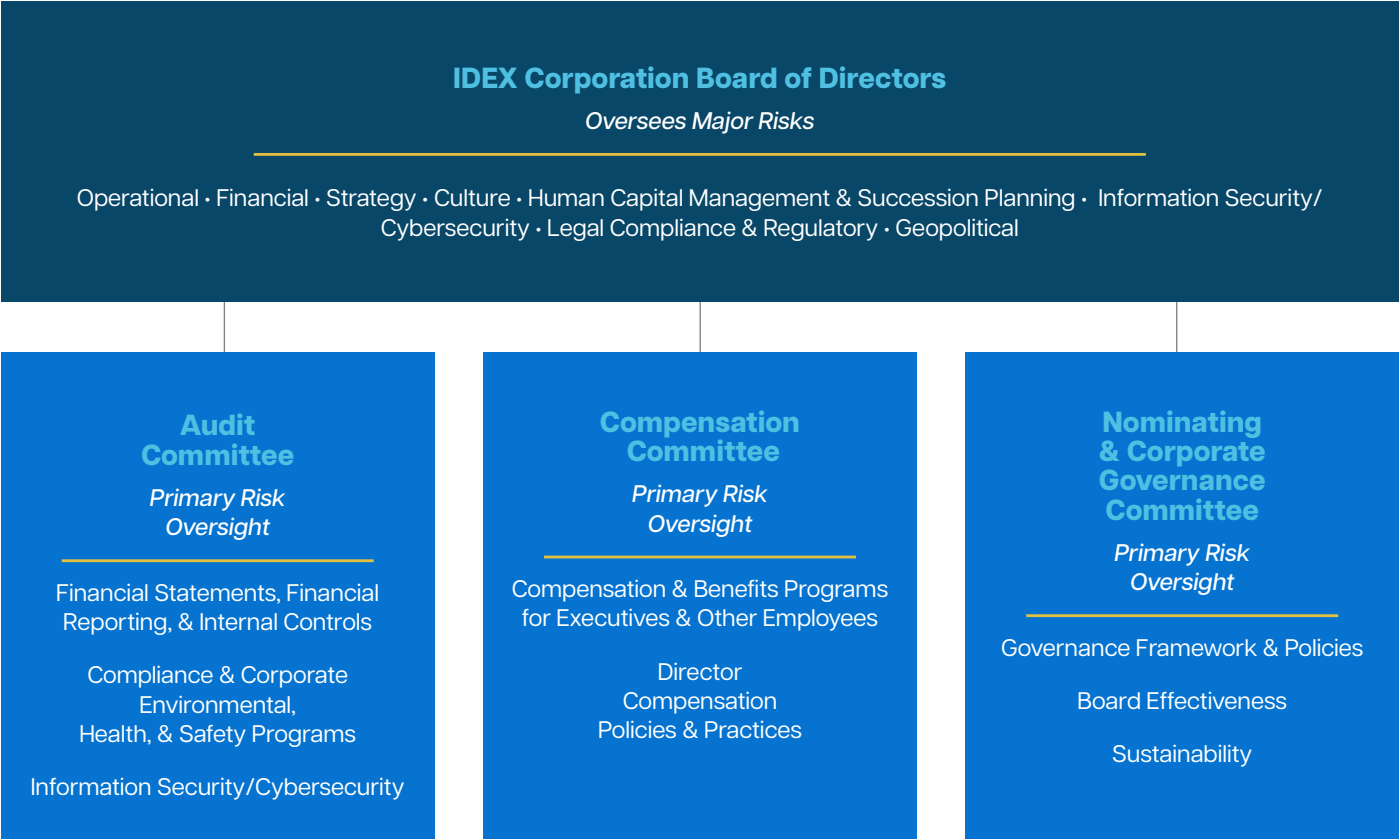 IDEX Corporation Board of Directors
Oversees Major Risks
Operational · Financial · Strategy · Culture · Human Capital Management & Succession Planning · Information Security/
Cybersecurity · Legal Compliance & Regulatory · Geopolitical
Audit
Committee
Primary Risk
Oversight
Financial Statements, Financial
Reporting, & Internal Controls
Compliance & Corporate
Environmental,
Health, & Safety Programs
Information Security/Cybersecurity
Compensation
Committee
Primary Risk
Oversight
Compensation & Benefits Programs
for Executives & Other Employees
Director
Compensation
Policies & Practices
Nominating
& Corporate
Governance
Committee
Primary Risk
Oversight
Governance Framework & Policies
Board Effectiveness
Sustainability